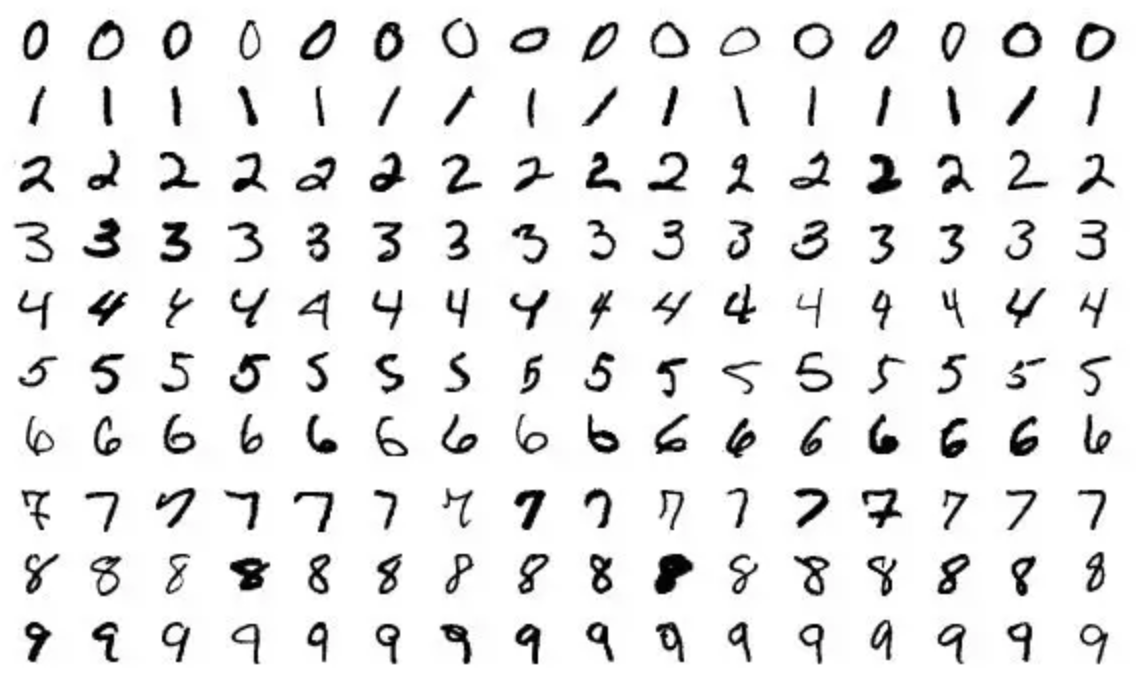 0 0 0 0 0 0 0 0 0 0 0 0 0 0 0 0
1 1 1 1 1 1 1 1 1 1 1 1 1 1 1 1
2 2 2 2 2 2 2 2 2 2 2 2 2 2 2 2
3 3 3 3 3 3 3 3 3 3 3 3 3 3 3 3
4 4 4 4 4 4 4 4 4 4 4 4 4 4 4 4
5 5 5 5 5 5 5 5 5 5 5 5 5 5 5 5
6 6 6 6 6 6 6 6 6 6 6 6 6 6 6 6
7 7 7 7 7 7 7 7 7 7 7 7 7 7 7 7
8 8 8 8 8 8 8 8 8 8 8 8 8 8 8 8
9 9 9 9 9 9 9 9 9 9 9 9 9 9 9 9